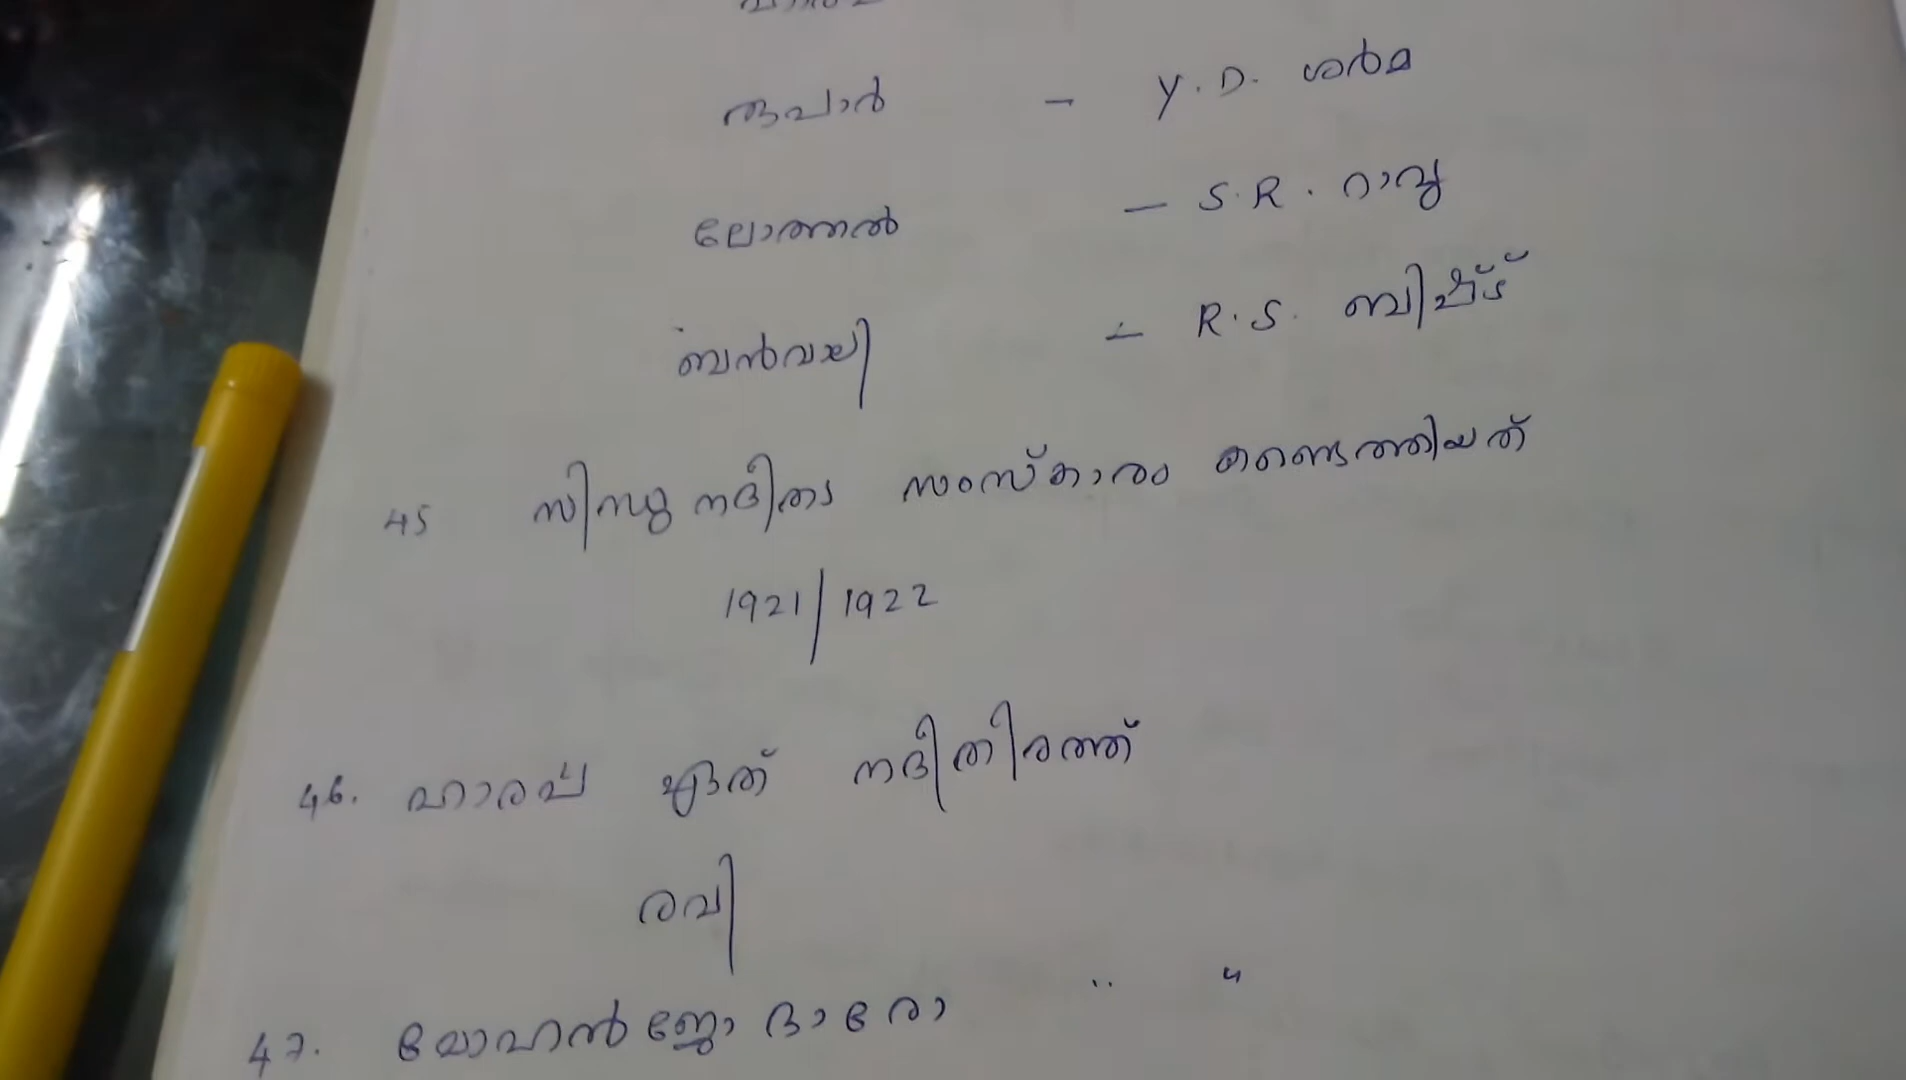 രൂപാർ - Y. D. ശർമ
ലോത്തൽ - S.R. റാവു
ബൻവാലി - R.S. ബിഷ്ട്
45 സിന്ധു നദീതട സംസ്കാരം കണ്ടെത്തിയത്
1921/1922
46. ഹാരപ്പ ഏത് നദീതീരത്ത്
രവി
47. മോഹൻജോദാരോ " "